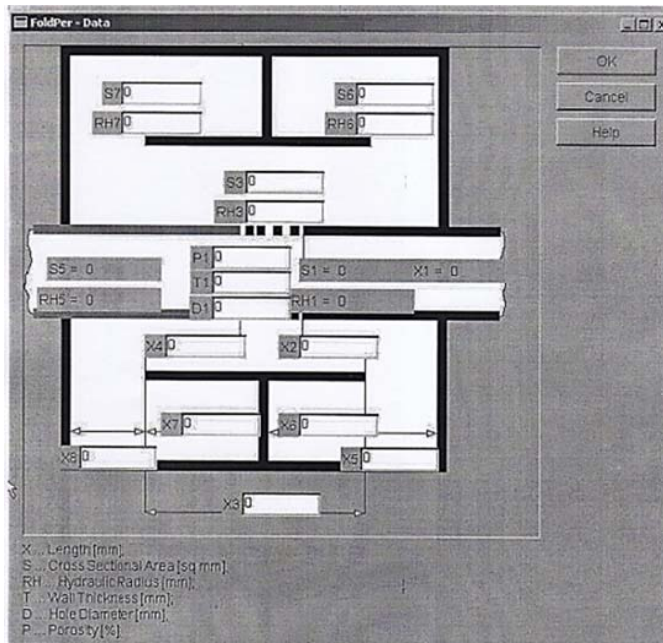 FoldPer - Data
OK
Cancel
Help
S7 0
S6 0
RH7 0
RH6 0
S3 0
RH3 0
P1 0
S5 = 0
S1 = 0
X1 = 0
T1 0
RH5 = 0
D1 0
RH1 = 0
X4 0
X2 0
X7 0
X6 0
X8 0
X5 0
X3 0
X ... Length [mm];
S ... Cross Sectional Area [sq mm];
RH ... Hydraulic Radius [mm];
T ... Wall Thickness [mm];
D ... Hole Diameter [mm];
P ... Porosity [%]